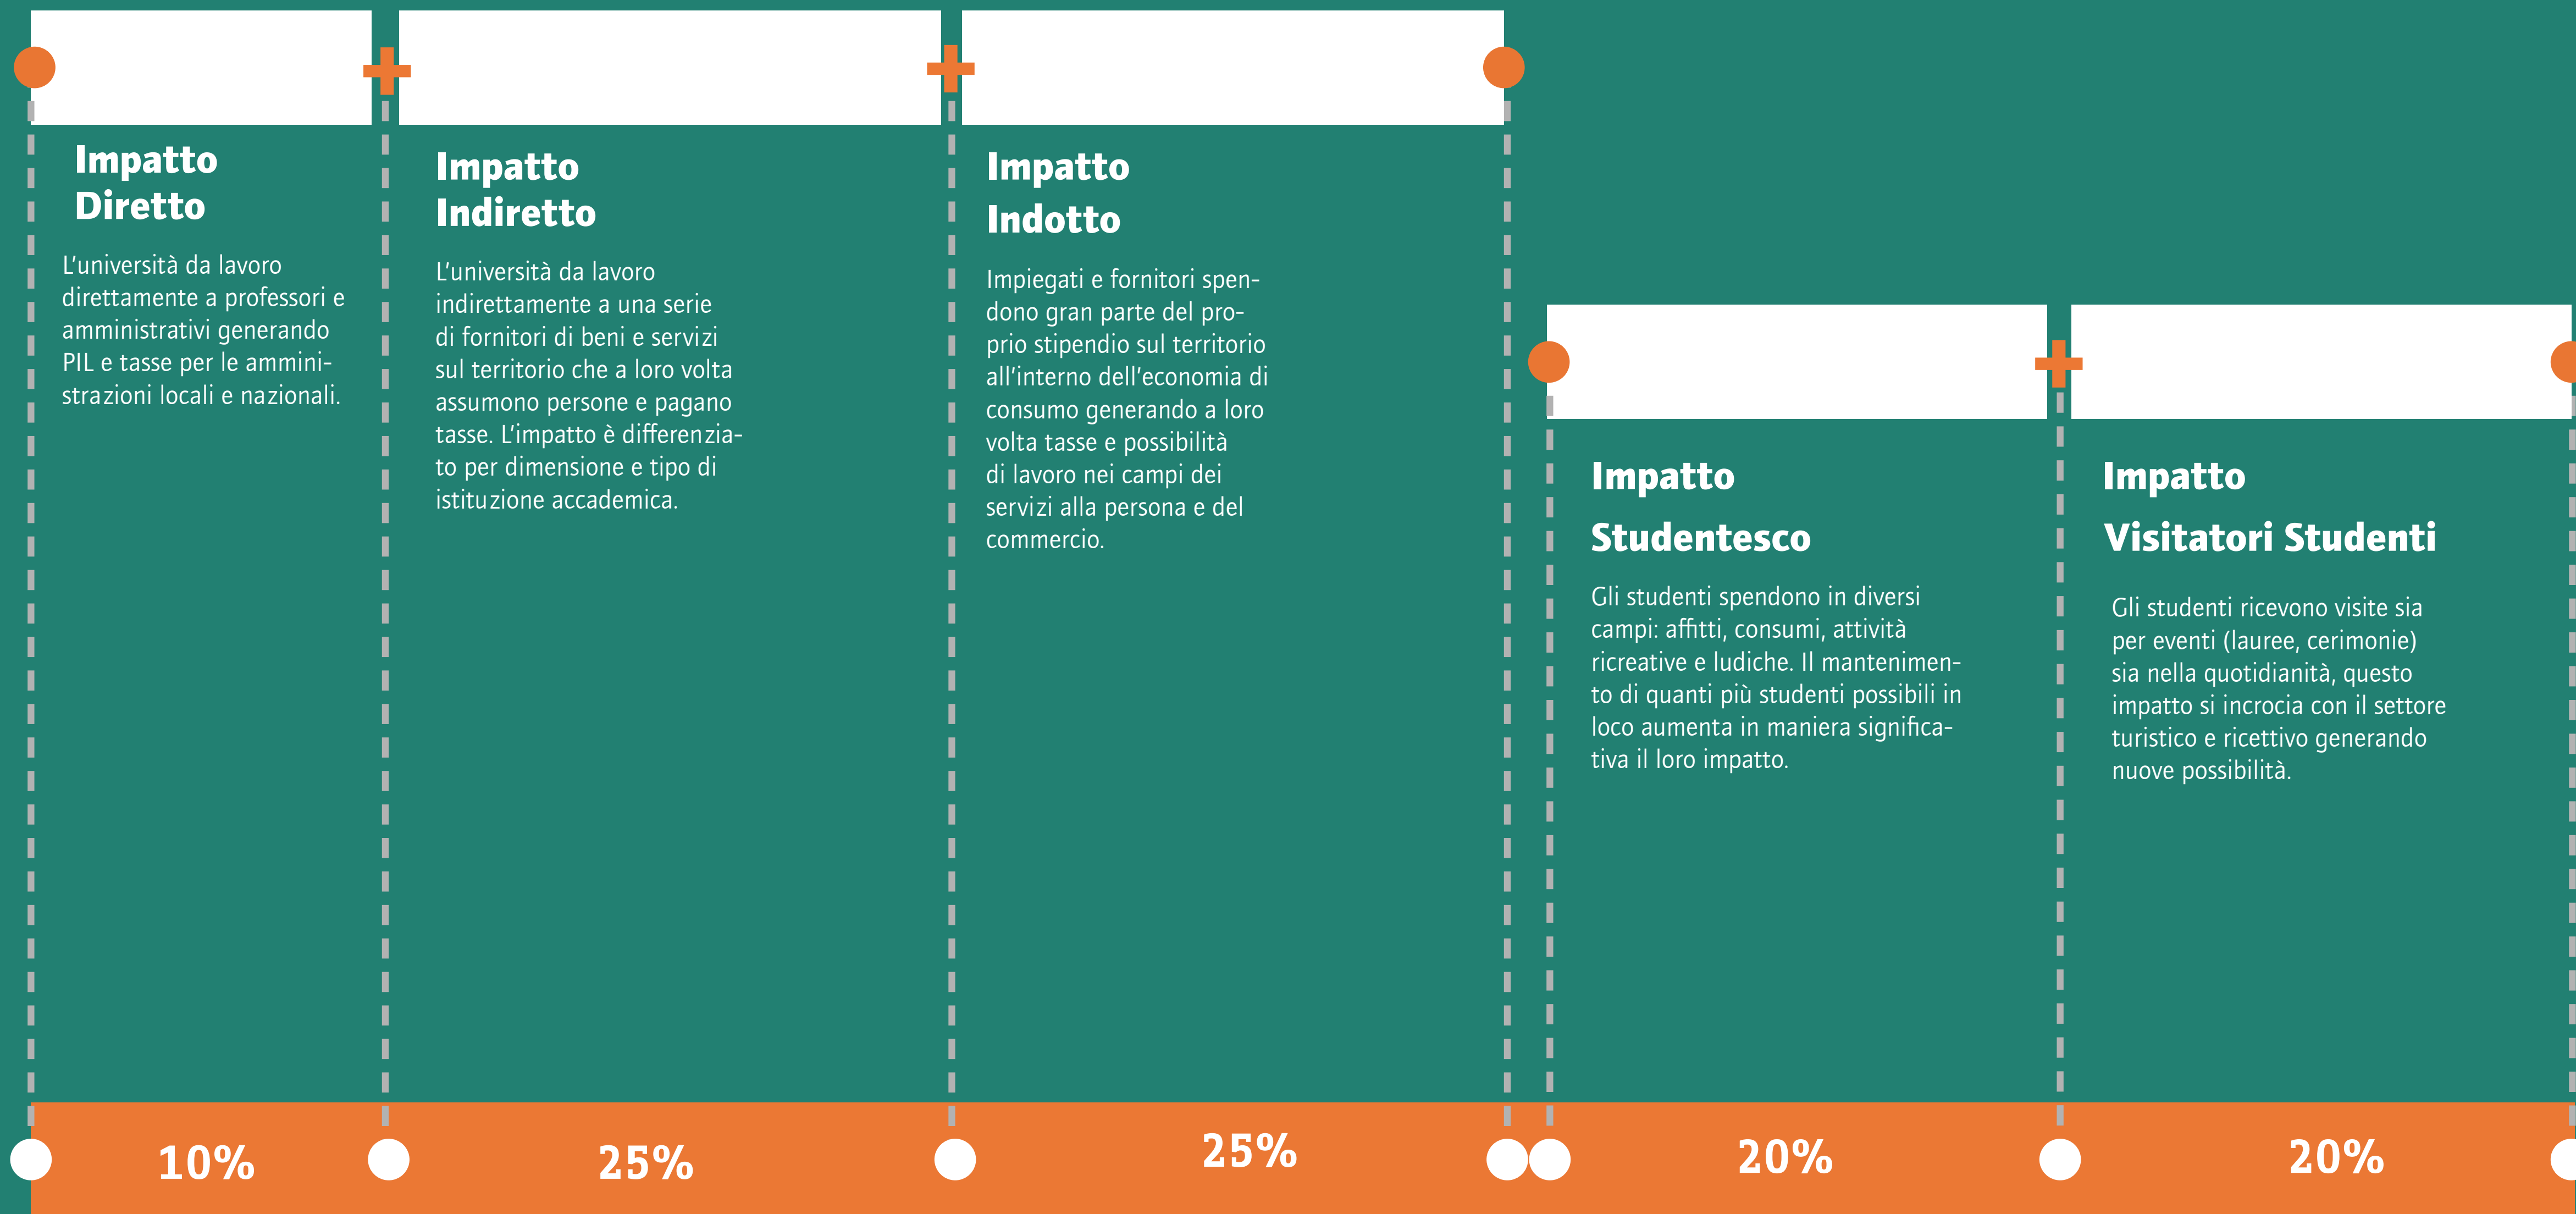 Impatto
Diretto
L'università da lavoro
direttamente a professori e
amministrativi generando
PIL e tasse per le ammini-
strazioni locali e nazionali.
Impatto
Indiretto
L'università da lavoro
indirettamente a una serie
di fornitori di beni e servizi
sul territorio che a loro volta
assumono persone e pagano
tasse. L'impatto è differenzia-
to per dimensione e tipo di
istituzione accademica.
Impatto
Indotto
Impiegati e fornitori spen-
dono gran parte del pro-
prio stipendio sul territorio
all'interno dell'economia di
consumo generando a loro
volta tasse e possibilità
di lavoro nei campi dei
servizi alla persona e del
commercio.
Impatto
Studentesco
Gli studenti spendono in diversi
campi: affitti, consumi, attività
ricreative e ludiche. Il mantenimen-
to di quanti più studenti possibili in
loco aumenta in maniera significa-
tiva il loro impatto.
Impatto
Visitatori Studenti
Gli studenti ricevono visite sia
per eventi (lauree, cerimonie)
sia nella quotidianità, questo
impatto si incrocia con il settore
turistico e ricettivo generando
nuove possibilità.
10%
25%
25%
20%
20%